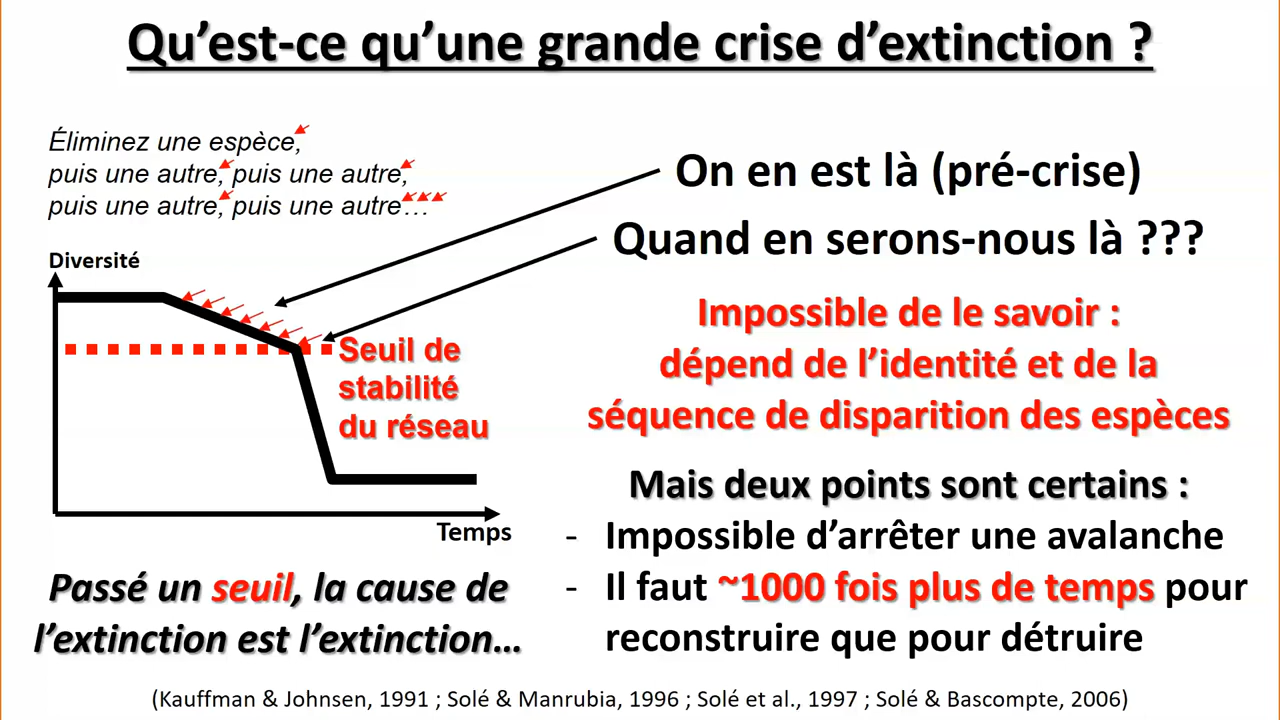 Qu’est-ce qu’une grande crise d’extinction ?
Éliminez une espèce,
puis une autre, puis une autre,
puis une autre, puis une autre…
On en est là (pré-crise)
Quand en serons-nous là ???
Diversité
Seuil de
stabilité
du réseau
Temps
Impossible de le savoir :
dépend de l’identité et de la
séquence de disparition des espèces
Mais deux points sont certains :
- Impossible d’arrêter une avalanche
- Il faut ~1000 fois plus de temps pour
reconstruire que pour détruire
Passé un seuil, la cause de
l’extinction est l’extinction…
(Kauffman & Johnsen, 1991 ; Solé & Manrubia, 1996 ; Solé et al., 1997 ; Solé & Bascompte, 2006)